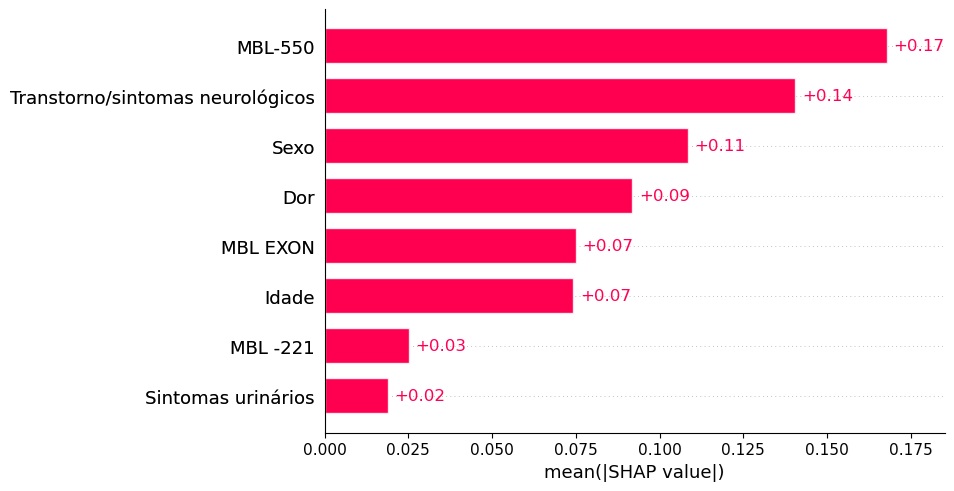 MBL-550
+0.17
Transtorno/sintomas neurológicos
+0.14
Sexo
+0.11
Dor
+0.09
MBL EXON
+0.07
Idade
+0.07
MBL -221
+0.03
Sintomas urinários
+0.02
0.000 0.025 0.050 0.075 0.100 0.125 0.150 0.175
mean(|SHAP value|)